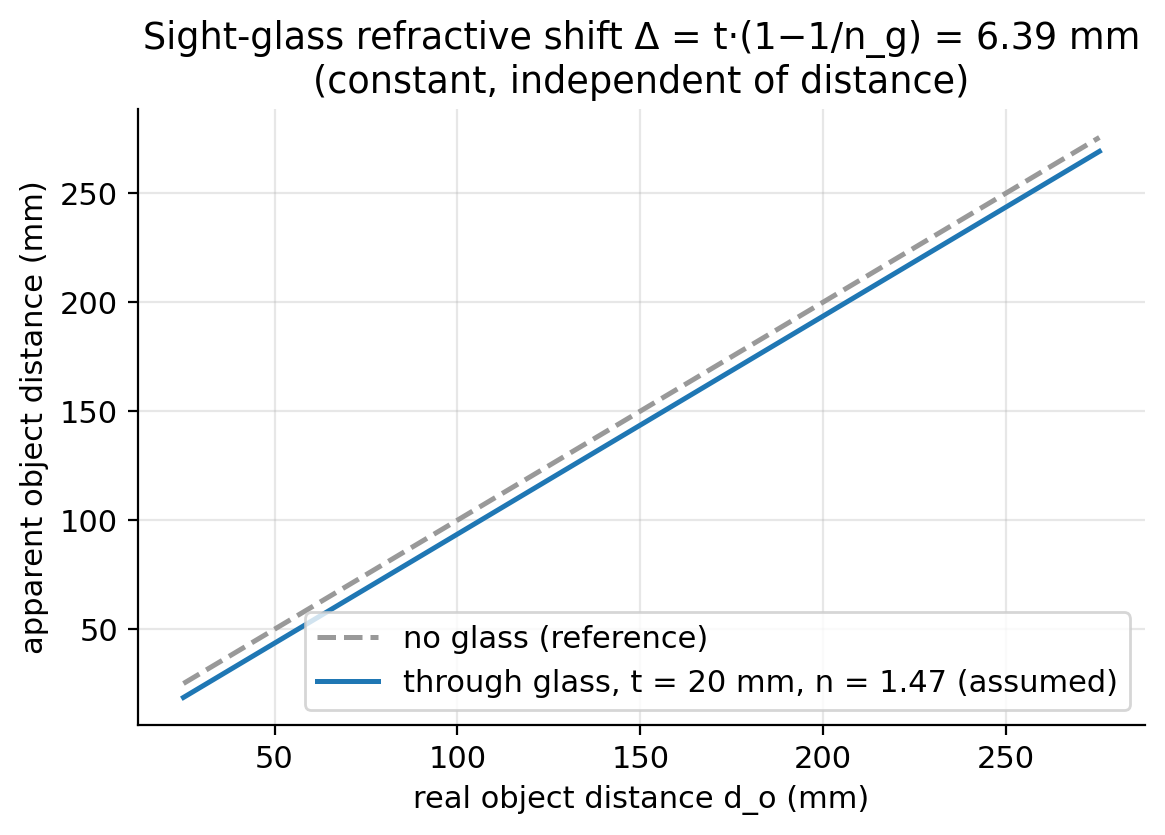 Sight-glass refractive shift Δ = t·(1−1/n_g) = 6.39 mm
(constant, independent of distance)
apparent object distance (mm)
250
200
150
100
50
no glass (reference)
through glass, t = 20 mm, n = 1.47 (assumed)
50 100 150 200 250
real object distance d_o (mm)